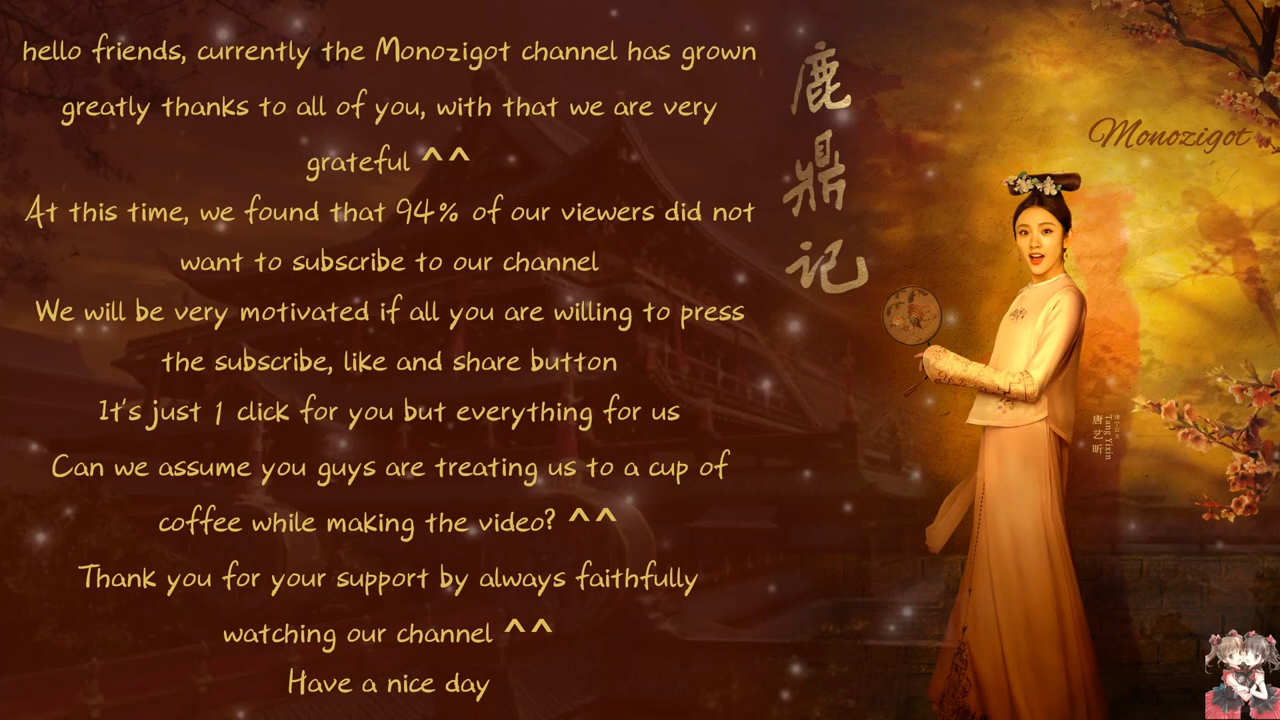 hello friends, currently the Monozigot channel has grown
greatly thanks to all of you, with that we are very
grateful ^^
At this time, we found that 94% of our viewers did not
want to subscribe to our channel
We will be very motivated if all you are willing to press
the subscribe, like and share button
It's just 1 click for you but everything for us
Can we assume you guys are treating us to a cup of
coffee while making the video? ^^
Thank you for your support by always faithfully
watching our channel ^^
Have a nice day
鹿鼎记
Monozigot
唐艺昕
Tang Yixin